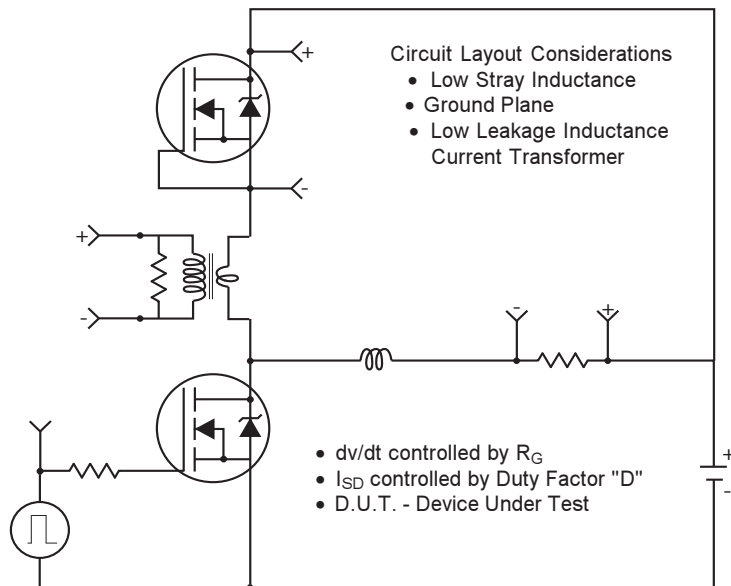 +
Circuit Layout Considerations
• Low Stray Inductance
• Ground Plane
• Low Leakage Inductance
Current Transformer
-
+
-
-
+
• dv/dt controlled by RG
• ISD controlled by Duty Factor "D"
• D.U.T. - Device Under Test
+
-